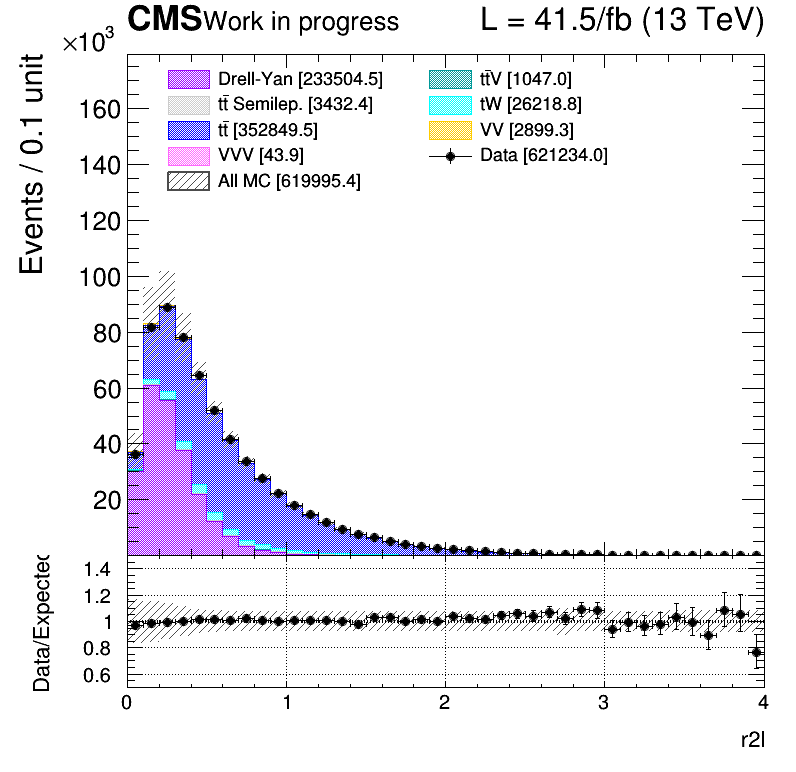 CMS Work in progress L = 41.5/fb (13 TeV)
×10³
Drell-Yan [233504.5]
tt̄V [1047.0]
tt̄ Semilep. [3432.4]
tW [26218.8]
tt̄ [352849.5]
VV [2899.3]
VVV [43.9]
Data [621234.0]
All MC [619995.4]
Events / 0.1 unit
160
140
120
100
80
60
40
20
Data/Expected
1.4
1.2
1
0.8
0.6
0 1 2 3 4
r2l